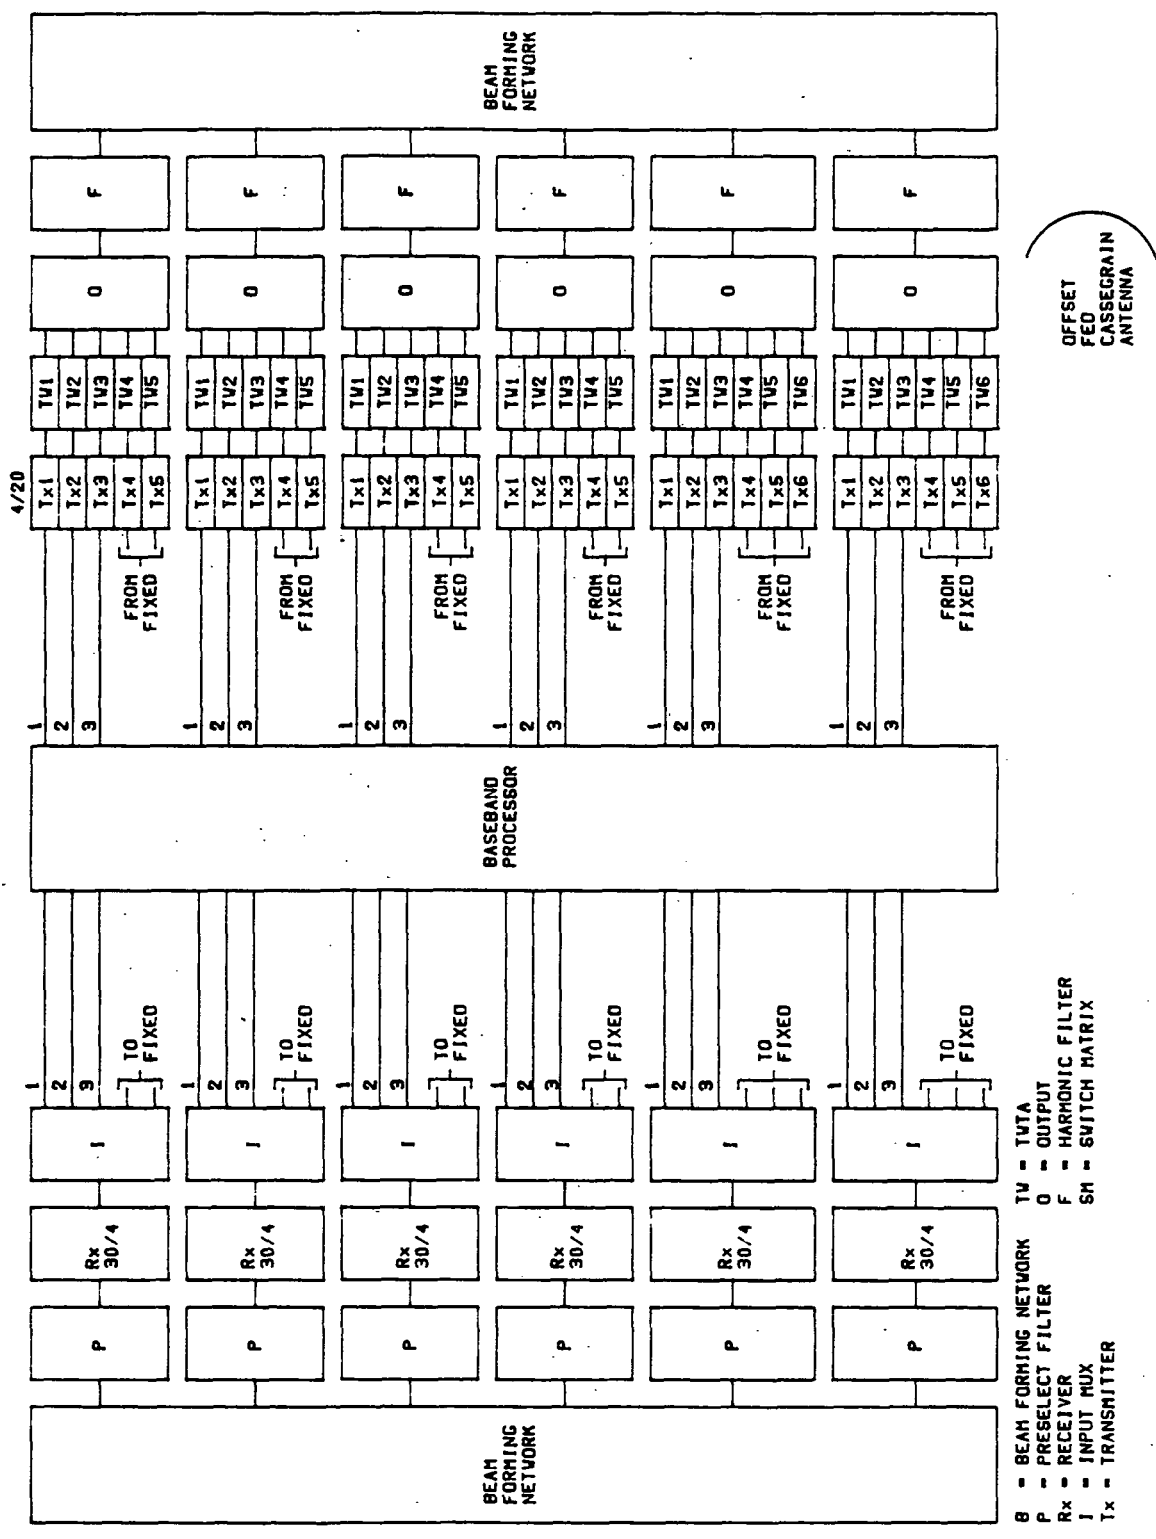 4/20
BEAM
FORMING
NETWORK
P
Rx
30/4
I
1
2
3
TO
FIXED
BASEBAND
PROCESSOR
1
2
3
FROM
FIXED
Tx1
Tx2
Tx3
Tx4
Tx5
TW1
TW2
TW3
TW4
TW5
O
F
BEAM
FORMING
NETWORK
P
Rx
30/4
I
1
2
3
TO
FIXED
1
2
3
FROM
FIXED
Tx1
Tx2
Tx3
Tx4
Tx5
TW1
TW2
TW3
TW4
TW5
O
F
P
Rx
30/4
I
1
2
3
TO
FIXED
1
2
3
FROM
FIXED
Tx1
Tx2
Tx3
Tx4
Tx5
TW1
TW2
TW3
TW4
TW5
O
F
P
Rx
30/4
I
1
2
3
TO
FIXED
1
2
3
FROM
FIXED
Tx1
Tx2
Tx3
Tx4
Tx5
TW1
TW2
TW3
TW4
TW5
O
F
P
Rx
30/4
I
1
2
3
TO
FIXED
1
2
3
FROM
FIXED
Tx1
Tx2
Tx3
Tx4
Tx5
Tx6
TW1
TW2
TW3
TW4
TW5
TW6
O
F
P
Rx
30/4
I
1
2
3
TO
FIXED
1
2
3
FROM
FIXED
Tx1
Tx2
Tx3
Tx4
Tx5
Tx6
TW1
TW2
TW3
TW4
TW5
TW6
O
F
B = BEAM FORMING NETWORK
P = PRESELECT FILTER
Rx = RECEIVER
I = INPUT MUX
Tx = TRANSMITTER
TW = TWTA
O = OUTPUT
F = HARMONIC FILTER
SM = SWITCH MATRIX
OFFSET
FED
CASSEGRAIN
ANTENNA